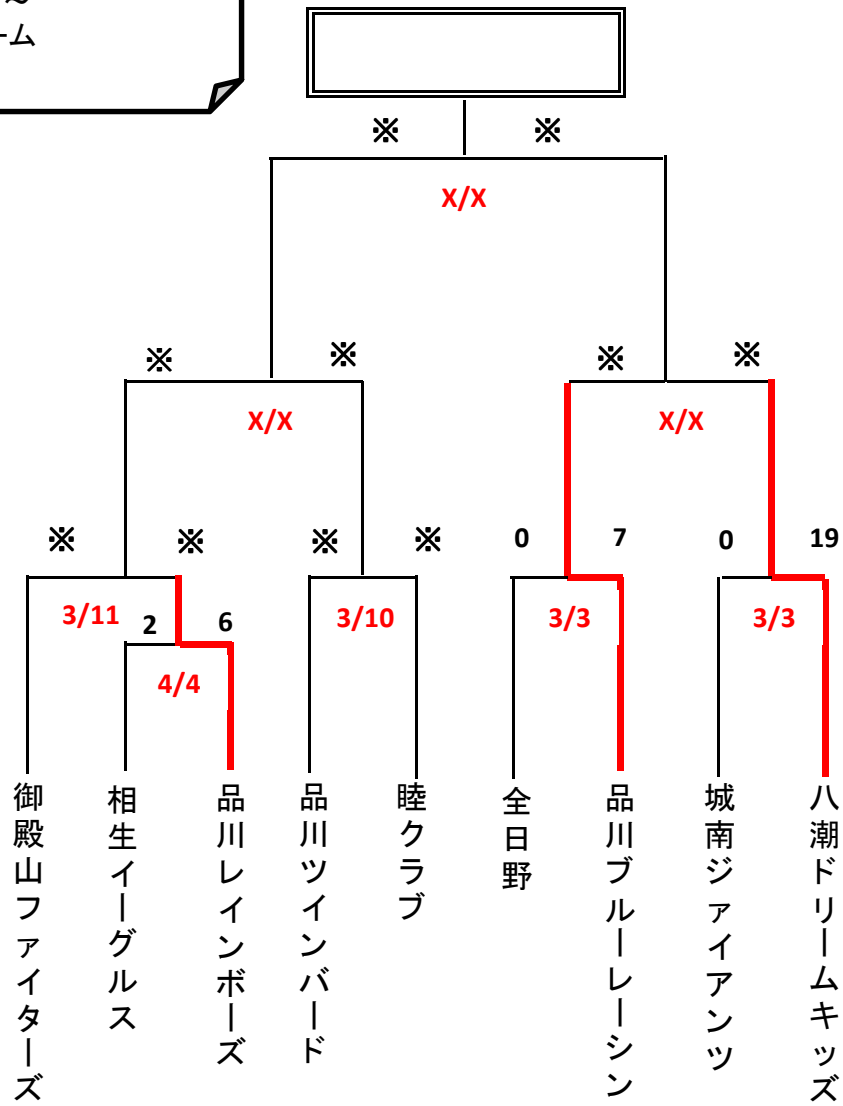 ～
ーム
※ ※
X/X
※ ※ ※ ※
X/X X/X
※ ※ ※ ※ 0 7 0 19
3/11 2 6 3/10 3/3 3/3
4/4
御殿山ファイターズ
相生イーグルス
品川レインボーズ
品川ツインバード
睦クラブ
全日野
品川ブルーレーシン
城南ジァイアンツ
八潮ドリームキッズ